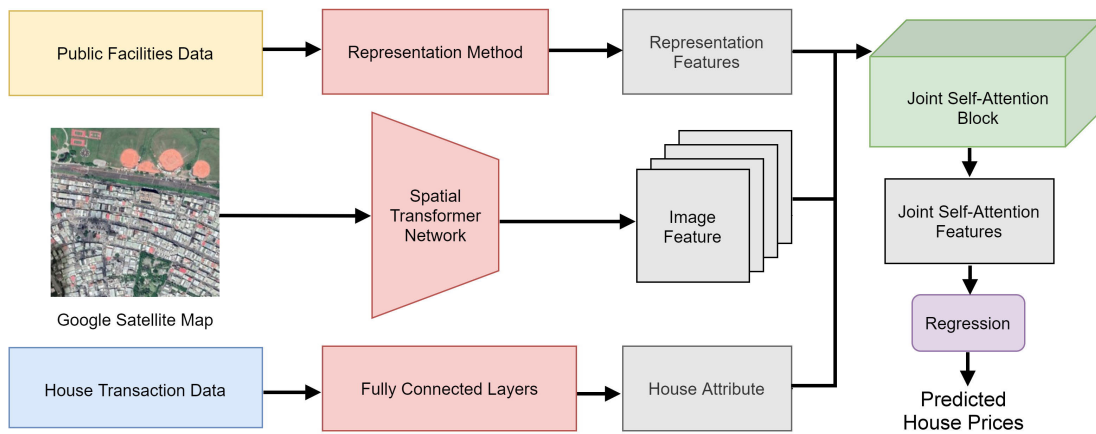 Public Facilities Data
Representation Method
Representation
Features
Joint Self-Attention
Block
Spatial
Transformer
Network
Image
Feature
Joint Self-Attention
Features
Google Satellite Map
Regression
House Transaction Data
Fully Connected Layers
House Attribute
Predicted
House Prices